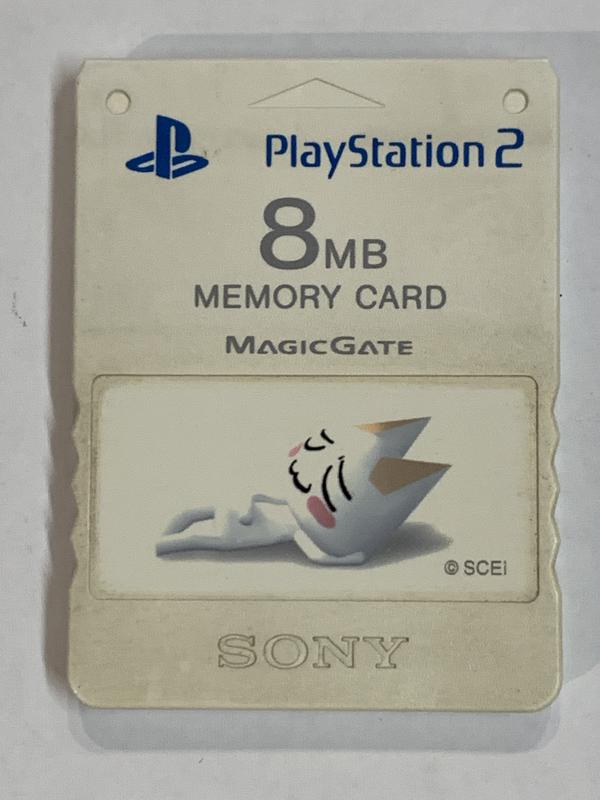 PlayStation 2
8MB
MEMORY CARD
MAGICGATE
© SCEi
SONY